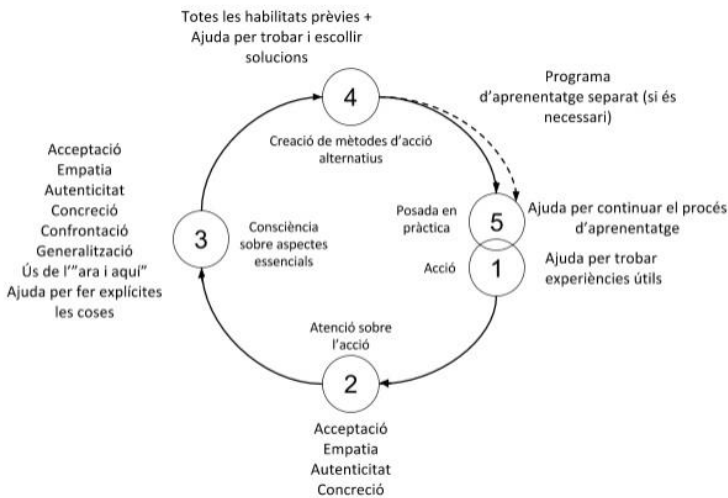 Totes les habilitats prèvies +
Ajuda per trobar i escollir
solucions
4
Creació de mètodes d'acció
alternatius
Programa
d'aprenentatge separat (si és
necessari)
Acceptació
Empatia
Autenticitat
Concreció
Confrontació
Generalització
Ús de l'"ara i aquí"
Ajuda per fer explícites
les coses
3
Consciència
sobre aspectes
essencials
Posada en
pràctica
5
Ajuda per continuar el procés
d'aprenentatge
Acció
1
Ajuda per trobar
experiències útils
Atenció sobre
l'acció
2
Acceptació
Empatia
Autenticitat
Concreció